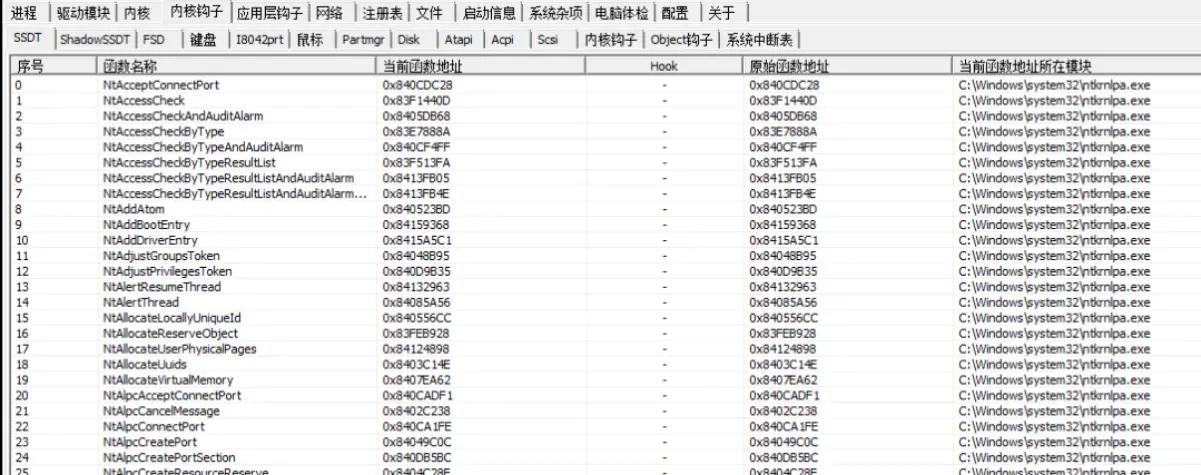 进程 驱动模块 内核 内核钩子 应用层钩子 网络 注册表 文件 启动信息 系统杂项 电脑体检 配置 关于
SSDT ShadowSSDT FSD 键盘 I8042prt 鼠标 Partmgr Disk Atapi Acpi Scsi 内核钩子 Object钩子 系统中断表
序号 函数名称 当前函数地址 Hook 原始函数地址 当前函数地址所在模块
0 NtAcceptConnectPort 0x840CDC28 - 0x840CDC28 C:\Windows\system32\ntkrnlpa.exe
1 NtAccessCheck 0x83F1440D - 0x83F1440D C:\Windows\system32\ntkrnlpa.exe
2 NtAccessCheckAndAuditAlarm 0x8405DB68 - 0x8405DB68 C:\Windows\system32\ntkrnlpa.exe
3 NtAccessCheckByType 0x83E7888A - 0x83E7888A C:\Windows\system32\ntkrnlpa.exe
4 NtAccessCheckByTypeAndAuditAlarm 0x840CF4FF - 0x840CF4FF C:\Windows\system32\ntkrnlpa.exe
5 NtAccessCheckByTypeResultList 0x83F513FA - 0x83F513FA C:\Windows\system32\ntkrnlpa.exe
6 NtAccessCheckByTypeResultListAndAuditAlarm 0x8413FB05 - 0x8413FB05 C:\Windows\system32\ntkrnlpa.exe
7 NtAccessCheckByTypeResultListAndAuditAlarm... 0x8413FB4E - 0x8413FB4E C:\Windows\system32\ntkrnlpa.exe
8 NtAddAtom 0x840523BD - 0x840523BD C:\Windows\system32\ntkrnlpa.exe
9 NtAddBootEntry 0x84159368 - 0x84159368 C:\Windows\system32\ntkrnlpa.exe
10 NtAddDriverEntry 0x8415A5C1 - 0x8415A5C1 C:\Windows\system32\ntkrnlpa.exe
11 NtAdjustGroupsToken 0x84048B95 - 0x84048B95 C:\Windows\system32\ntkrnlpa.exe
12 NtAdjustPrivilegesToken 0x840D9B35 - 0x840D9B35 C:\Windows\system32\ntkrnlpa.exe
13 NtAlertResumeThread 0x84132963 - 0x84132963 C:\Windows\system32\ntkrnlpa.exe
14 NtAlertThread 0x84085A56 - 0x84085A56 C:\Windows\system32\ntkrnlpa.exe
15 NtAllocateLocallyUniqueId 0x840556CC - 0x840556CC C:\Windows\system32\ntkrnlpa.exe
16 NtAllocateReserveObject 0x83FEB928 - 0x83FEB928 C:\Windows\system32\ntkrnlpa.exe
17 NtAllocateUserPhysicalPages 0x84124898 - 0x84124898 C:\Windows\system32\ntkrnlpa.exe
18 NtAllocateUuids 0x8403C14E - 0x8403C14E C:\Windows\system32\ntkrnlpa.exe
19 NtAllocateVirtualMemory 0x8407EA62 - 0x8407EA62 C:\Windows\system32\ntkrnlpa.exe
20 NtAlpcAcceptConnectPort 0x840CADF1 - 0x840CADF1 C:\Windows\system32\ntkrnlpa.exe
21 NtAlpcCancelMessage 0x8402C238 - 0x8402C238 C:\Windows\system32\ntkrnlpa.exe
22 NtAlpcConnectPort 0x840CA1FE - 0x840CA1FE C:\Windows\system32\ntkrnlpa.exe
23 NtAlpcCreatePort 0x84049C0C - 0x84049C0C C:\Windows\system32\ntkrnlpa.exe
24 NtAlpcCreatePortSection 0x840DB5BC - 0x840DB5BC C:\Windows\system32\ntkrnlpa.exe
25 NtAlpcCreateResourceReserve 0x8404C28E - 0x8404C28E C:\Windows\system32\ntkrnlpa.exe